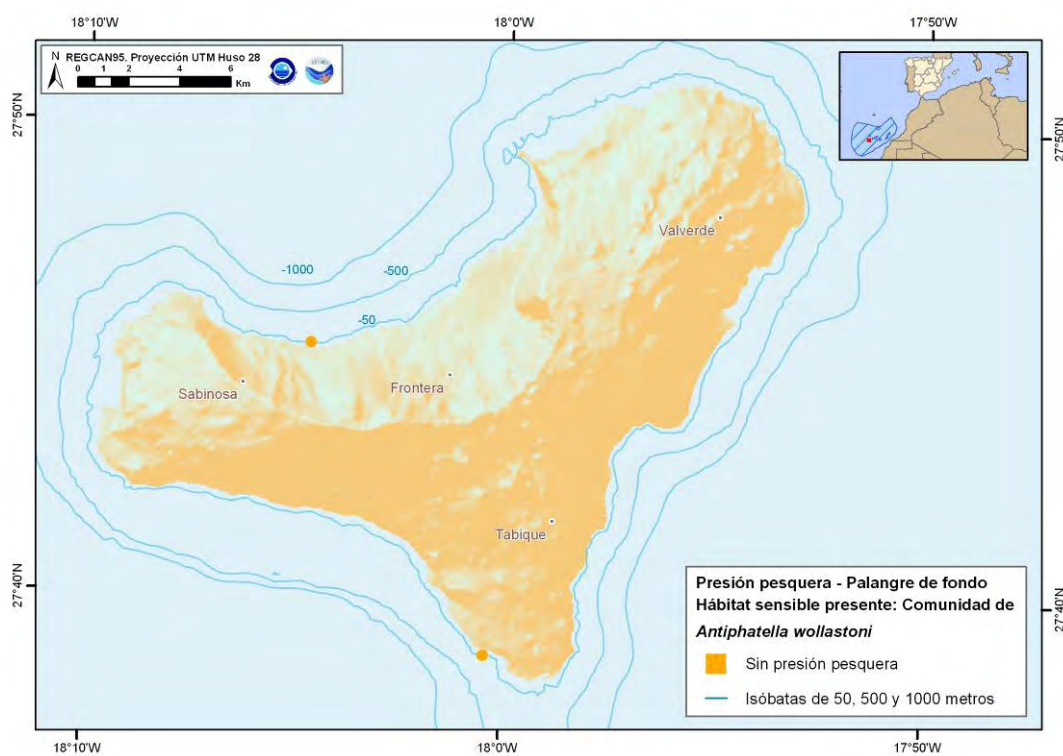 18°10'W
18°0'W
17°50'W
N
REGCAN95. Proyección UTM Huso 28
0 1 2 4 6
Km
27°50'N
27°50'N
Valverde
-1000
-500
-50
Sabinosa
Frontera
Tabique
27°40'N
27°40'N
Presión pesquera - Palangre de fondo
Hábitat sensible presente: Comunidad de
Antiphatella wollastoni
Sin presión pesquera
Isóbatas de 50, 500 y 1000 metros
18°10'W
18°0'W
17°50'W